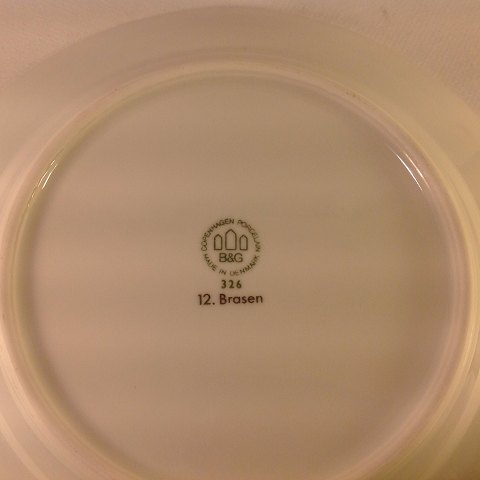 COPENHAGEN PORCELAIN
B&G
MADE IN DENMARK
326
12. Brasen